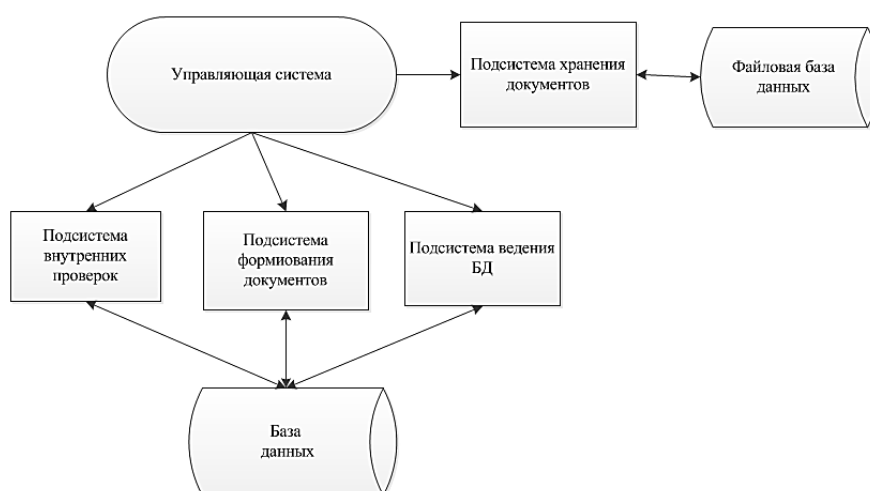 Управляющая система
Подсистема хранения
документов
Файловая база
данных
Подсистема
внутренних
проверок
Подсистема
формиования
документов
Подсистема ведения
БД
База
данных